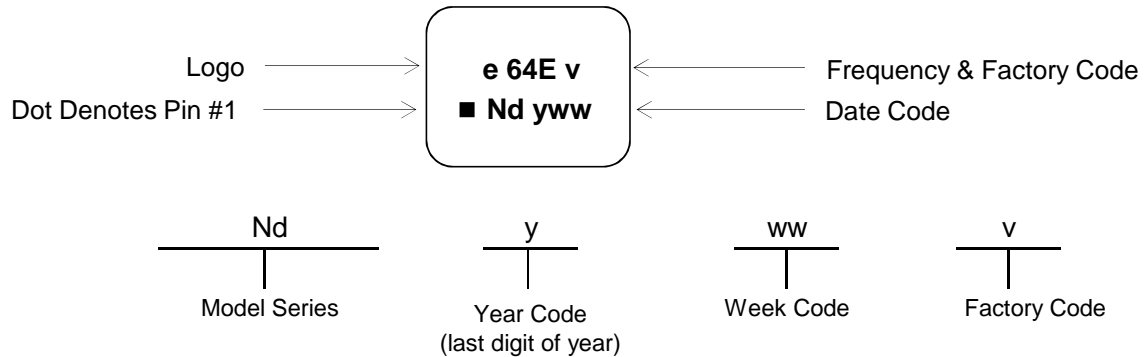 Logo
e 64E v
Frequency & Factory Code
Dot Denotes Pin #1
■ Nd yww
Date Code
Nd
y
ww
v
Model Series
Year Code
(last digit of year)
Week Code
Factory Code